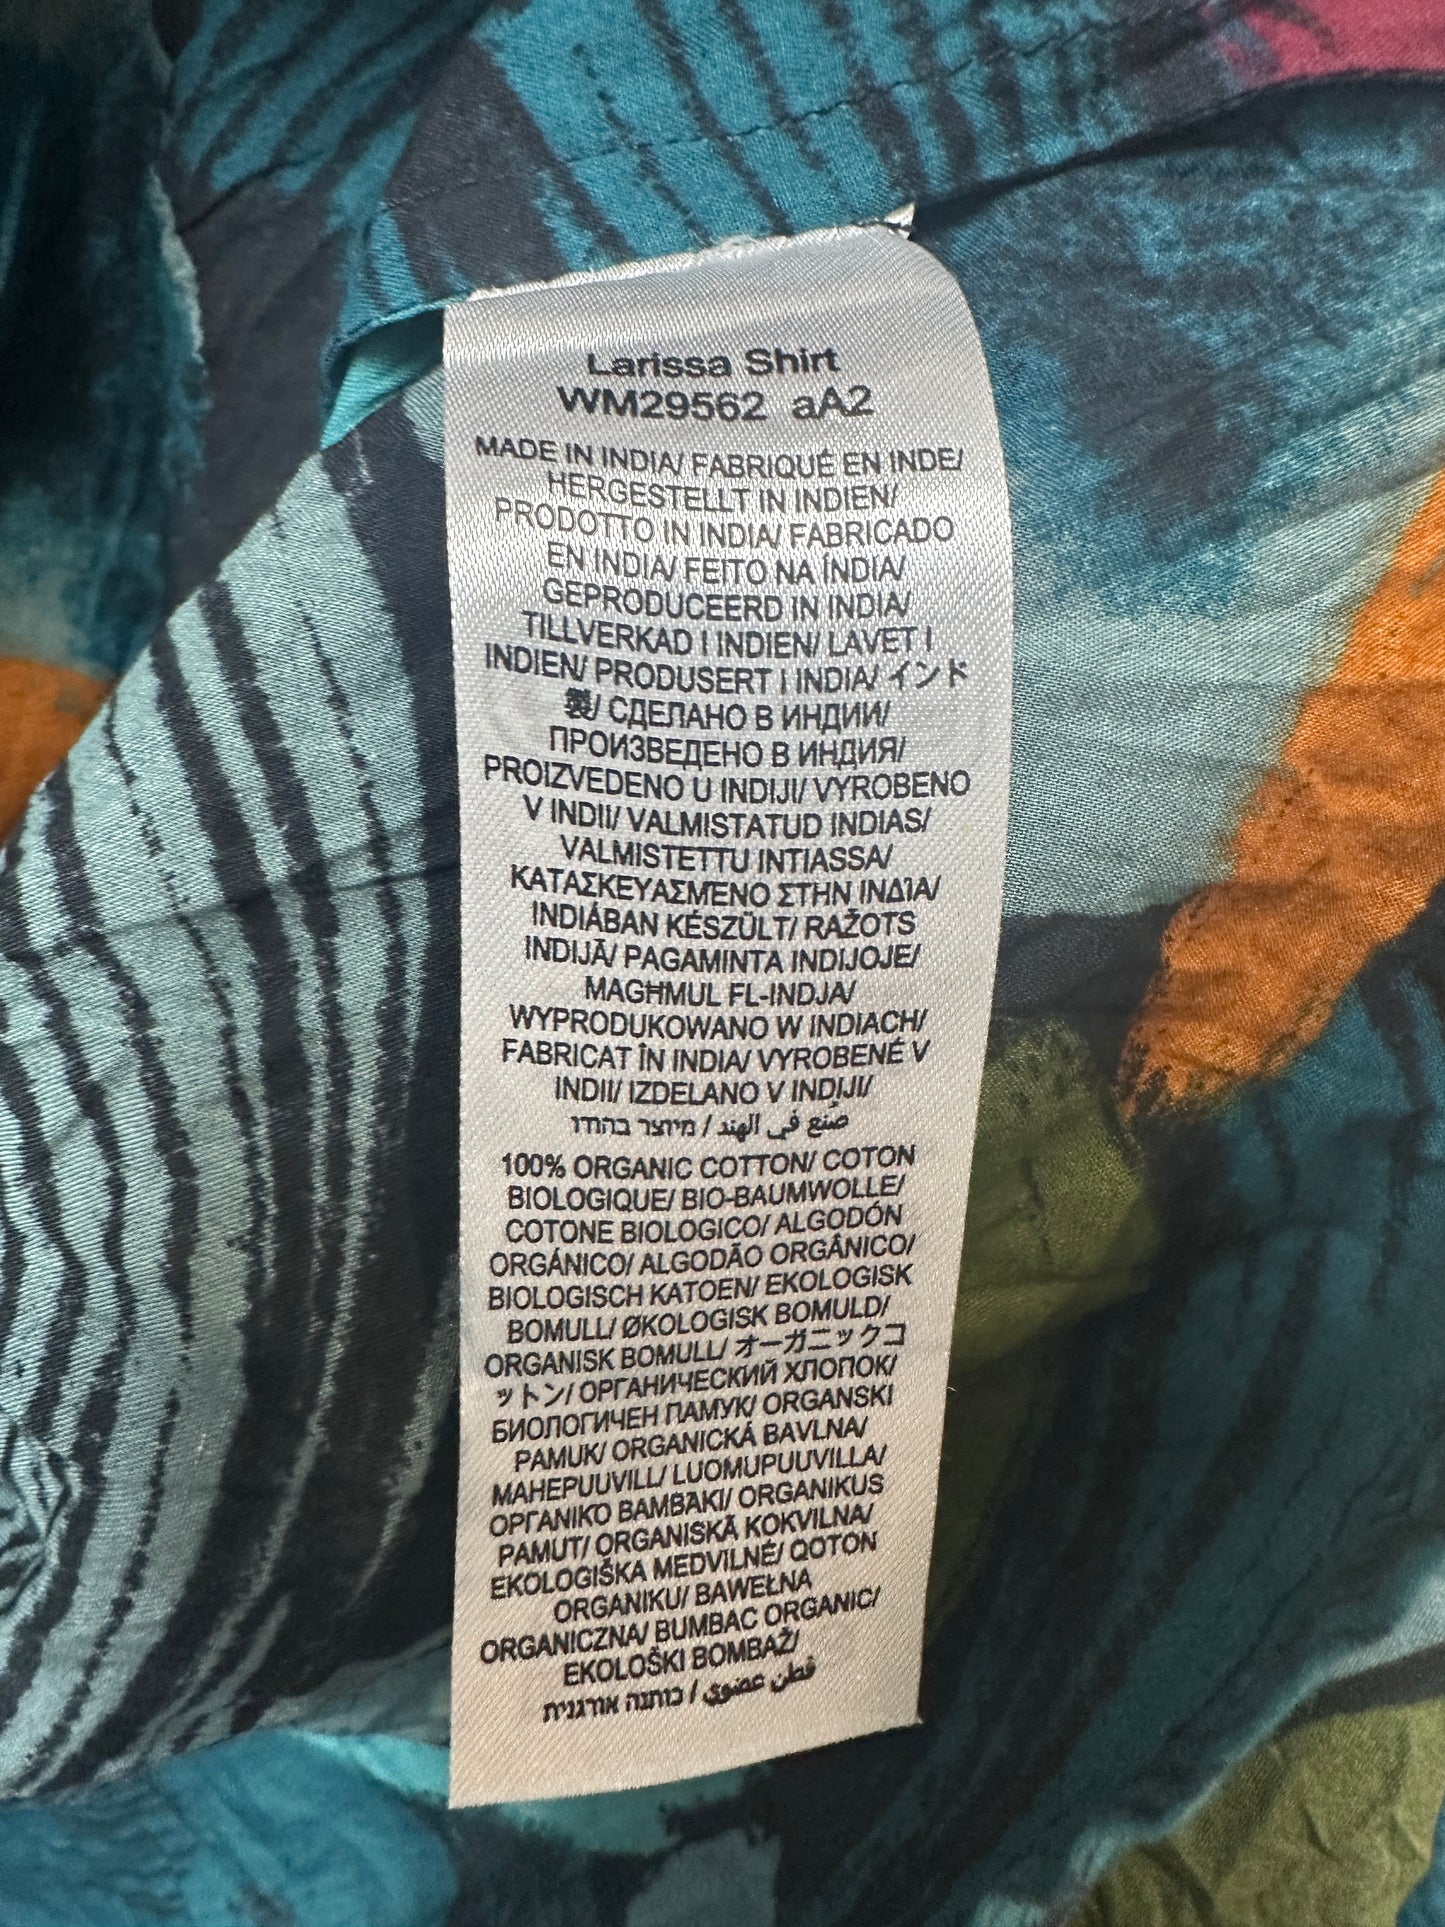 Larissa Shirt
WM29562 aA2
MADE IN INDIA/ FABRIQUÉ EN INDE/
HERGESTELLT IN INDIEN/
PRODOTTO IN INDIA/ FABRICADO
EN INDIA/ FEITO NA ÍNDIA/
GEPRODUCEERD IN INDIA/
TILLVERKAD I INDIEN/ LAVET I
INDIEN/ PRODUSERT I INDIA/ インド
製/ СДЕЛАНО В ИНДИИ/
ПРОИЗВЕДЕНО В ИНДИЯ/
PROIZVEDENO U INDIJI/ VYROBENO
V INDII/ VALMISTATUD INDIAS/
VALMISTETTU INTIASSA/
ΚΑΤΑΣΚΕΥΑΣΜΈΝΟ ΣΤΗΝ ΙΝΔΊΑ/
INDIÁBAN KÉSZÜLT/ RAŽOTS
INDIJĀ/ PAGAMINTA INDIJOJE/
MAGĦMUL FL-INDJA/
WYPRODUKOWANO W INDIACH/
FABRICAT ÎN INDIA/ VYROBENÉ V
INDII/ IZDELANO V INDIJI/
صُنع في الهند / מיוצר בהודו
100% ORGANIC COTTON/ COTON
BIOLOGIQUE/ BIO-BAUMWOLLE/
COTONE BIOLOGICO/ ALGODÓN
ORGÁNICO/ ALGODÃO ORGÂNICO/
BIOLOGISCH KATOEN/ EKOLOGISK
BOMULL/ ØKOLOGISK BOMULD/
ORGANISK BOMULL/ オーガニックコ
ットン/ ОРГАНИЧЕСКИЙ ХЛОПОК/
БИОЛОГИЧЕН ПАМУК/ ORGANSKI
PAMUK/ ORGANICKÁ BAVLNA/
MAHEPUUVILL/ LUOMUPUUVILLA/
ΟΡΓΑΝΙΚΌ ΒΑΜΒΆΚΙ/ ORGANIKUS
PAMUT/ ORGANISKĀ KOKVILNA/
EKOLOGIŠKA MEDVILNĖ/ QOTON
ORGANIKU/ BAWEŁNA
ORGANICZNA/ BUMBAC ORGANIC/
EKOLOŠKI BOMBAŽ/
قطن عضوي / כותנה אורגנית